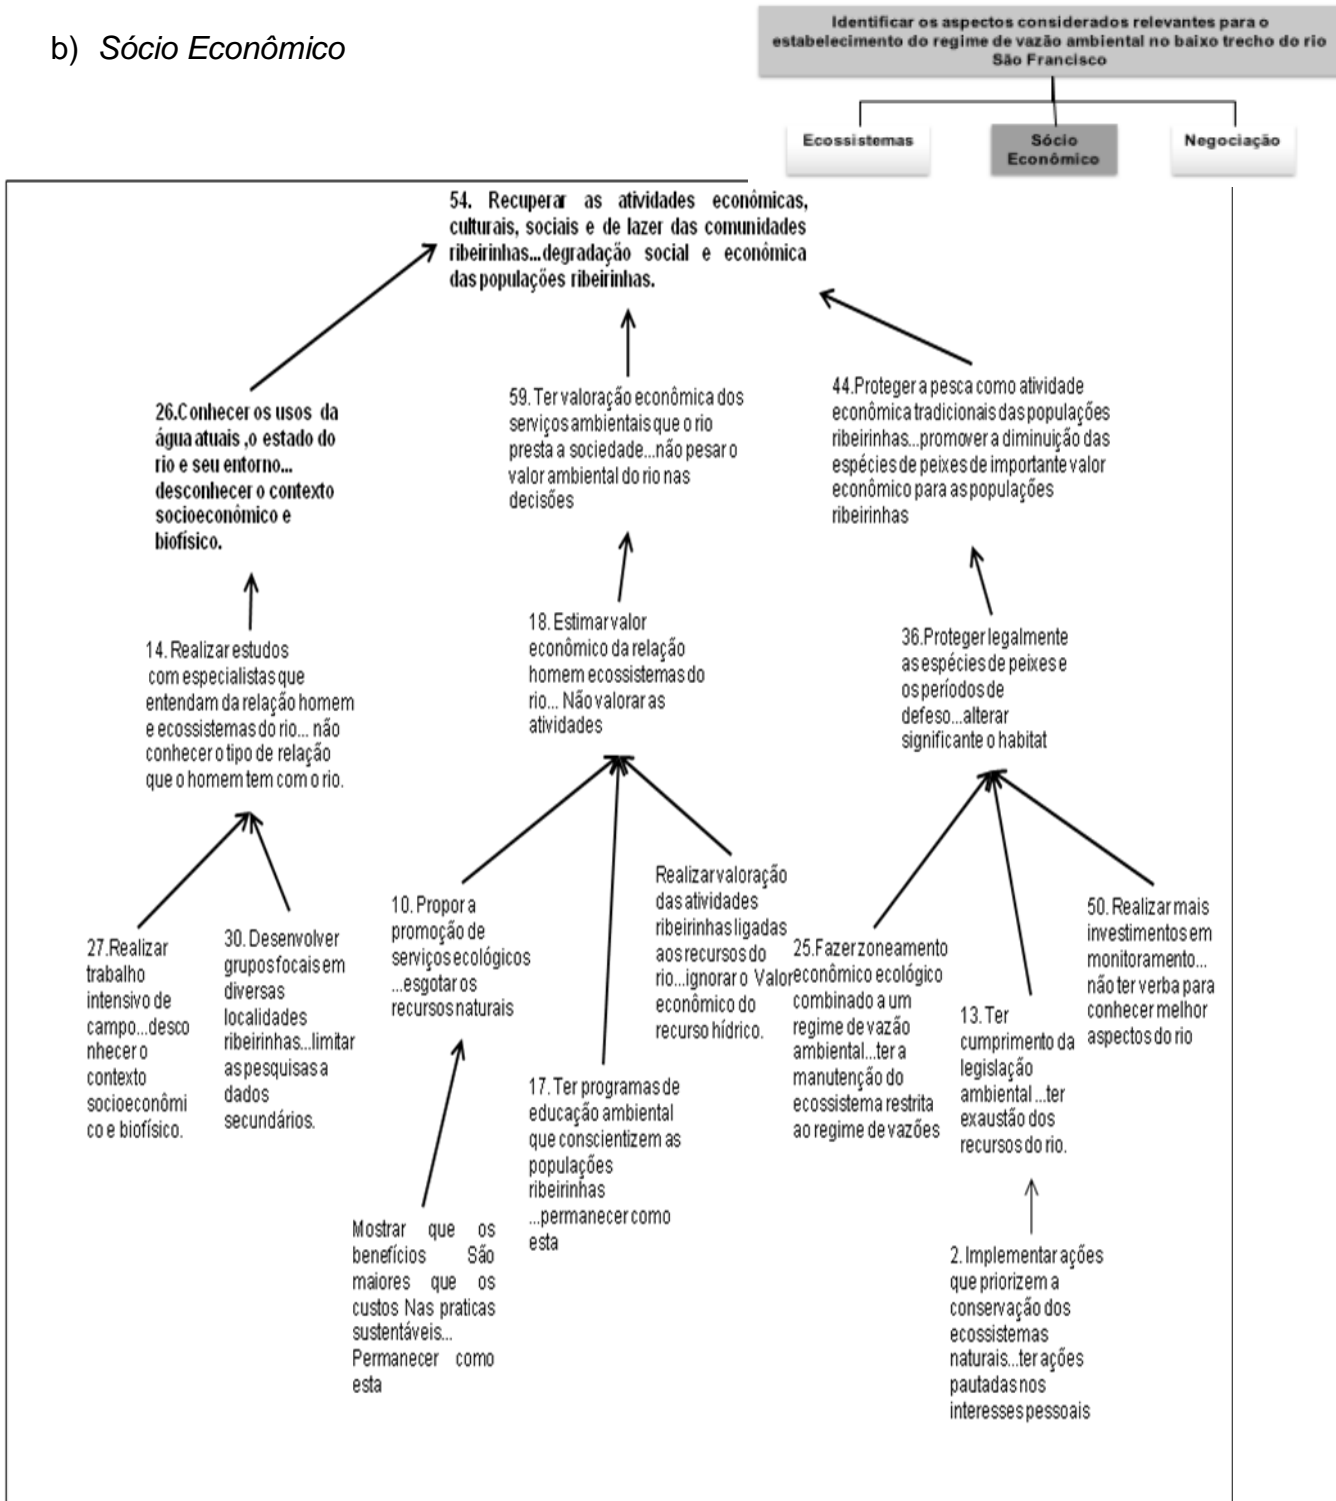 b) Sócio Econômico
Identificar os aspectos considerados relevantes para o
estabelecimento do regime de vazão ambiental no baixo trecho do rio
São Francisco
Ecossistemas
Sócio
Econômico
Negociação
54. Recuperar as atividades econômicas,
culturais, sociais e de lazer das comunidades
ribeirinhas...degradação social e econômica
das populações ribeirinhas.
26.Conhecer os usos da
água atuais ,o estado do
rio e seu entorno...
desconhecer o contexto
socioeconômico e
biofísico.
59. Ter valoração econômica dos
serviços ambientais que o rio
presta a sociedade...não pesar o
valor ambiental do rio nas
decisões
44.Proteger a pesca como atividade
econômica tradicionais das populações
ribeirinhas...promover a diminuição das
espécies de peixes de importante valor
econômico para as populações
ribeirinhas
14. Realizar estudos
com especialistas que
entendam da relação homem
e ecossistemas do rio... não
conhecer o tipo de relação
que o homem tem com o rio.
18. Estimar valor
econômico da relação
homem ecossistemas do
rio... Não valorar as
atividades
36.Proteger legalmente
as espécies de peixes e
os períodos de
defeso...alterar
significante o habitat
27.Realizar
trabalho
intensivo de
campo...desco
nhecer o
contexto
socioeconômi
co e biofísico.
30. Desenvolver
grupos focais em
diversas
localidades
ribeirinhas...limitar
as pesquisas a
dados
secundários.
10. Propor a
promoção de
serviços ecológicos
...esgotar os
recursos naturais
Realizar valoração
das atividades
ribeirinhas ligadas
aos recursos do
rio...ignorar o Valor
econômico do
recurso hídrico.
25.Fazer zoneamento
econômico ecológico
combinado a um
regime de vazão
ambiental...ter a
manutenção do
ecossistema restrita
ao regime de vazões
13. Ter
cumprimento da
legislação
ambiental ...ter
exaustão dos
recursos do rio.
50. Realizar mais
investimentos em
monitoramento...
não ter verba para
conhecer melhor
aspectos do rio
17. Ter programas de
educação ambiental
que conscientizem as
populações
ribeirinhas
...permanecer como
esta
Mostrar que os
benefícios São
maiores que os
custos Nas praticas
sustentáveis...
Permanecer como
esta
2. Implementar ações
que priorizem a
conservação dos
ecossistemas
naturais...ter ações
pautadas nos
interesses pessoais